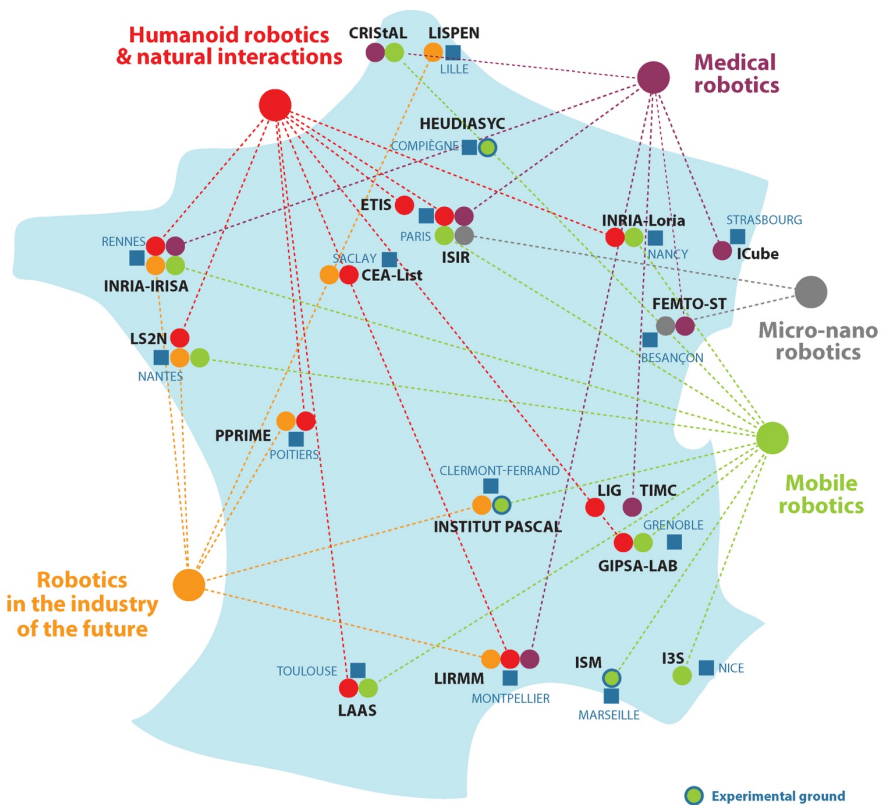 Humanoid robotics
& natural interactions
CRIStAL
LISPEN
LILLE
Medical
robotics
HEUDIASYC
COMPIÈGNE
ETIS
PARIS
ISIR
INRIA-Loria
NANCY
STRASBOURG
ICube
RENNES
INRIA-IRISA
SACLAY
CEA-List
FEMTO-ST
BESANÇON
Micro-nano
robotics
LS2N
NANTES
PPRIME
POITIERS
CLERMONT-FERRAND
INSTITUT PASCAL
LIG
TIMC
GRENOBLE
GIPSA-LAB
Mobile
robotics
Robotics
in the industry
of the future
TOULOUSE
LAAS
LIRMM
MONTPELLIER
ISM
MARSEILLE
I3S
NICE
Experimental ground